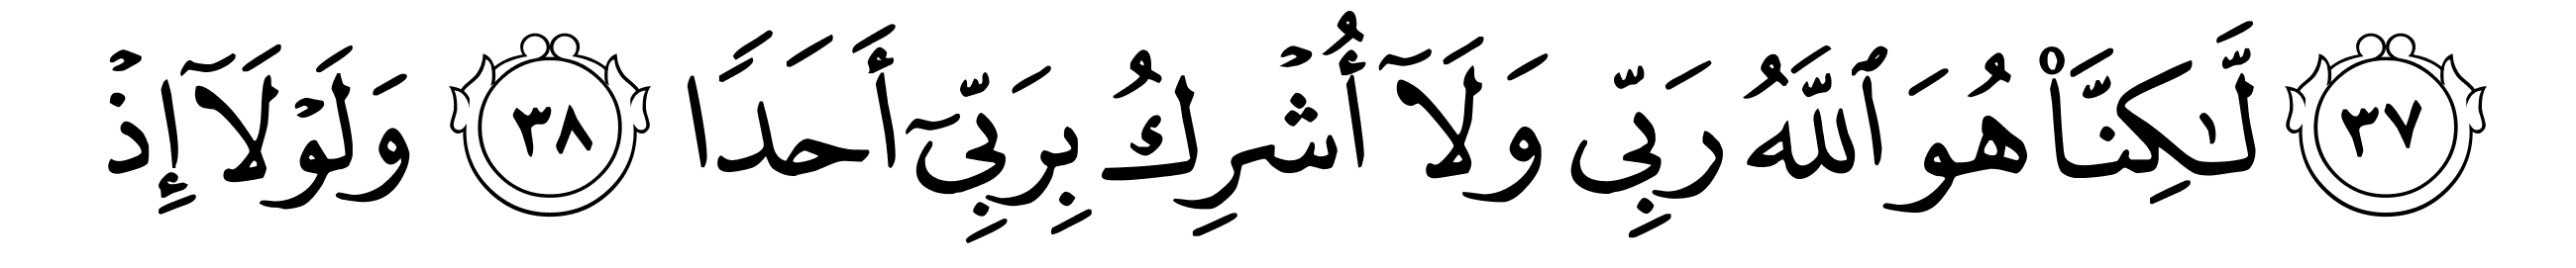 ٣٧ لَّـٰكِنَّا۠ هُوَ ٱللَّهُ رَبِّى وَلَآ أُشْرِكُ بِرَبِّىٓ أَحَدًا ٣٨ وَلَوْلَآ إِذْ